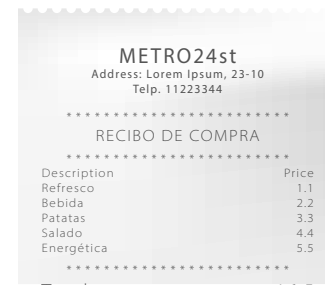 METRO24st
Address: Lorem Ipsum, 23-10
Telp. 11223344
* * * * * * * * * * * * * * * * * * * * * * * *
RECIBO DE COMPRA
* * * * * * * * * * * * * * * * * * * * * * * *
Description Price
Refresco 1.1
Bebida 2.2
Patatas 3.3
Salado 4.4
Energética 5.5
* * * * * * * * * * * * * * * * * * * * * * * *